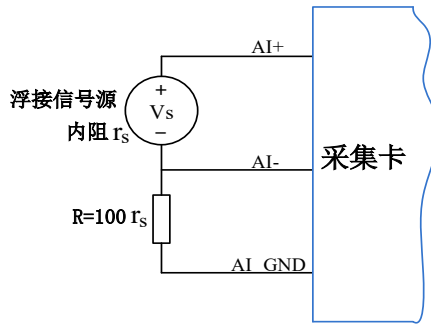 AI+
浮接信号源
内阻 rs
+
Vs
−
AI-
采集卡
R=100 rs
AI GND